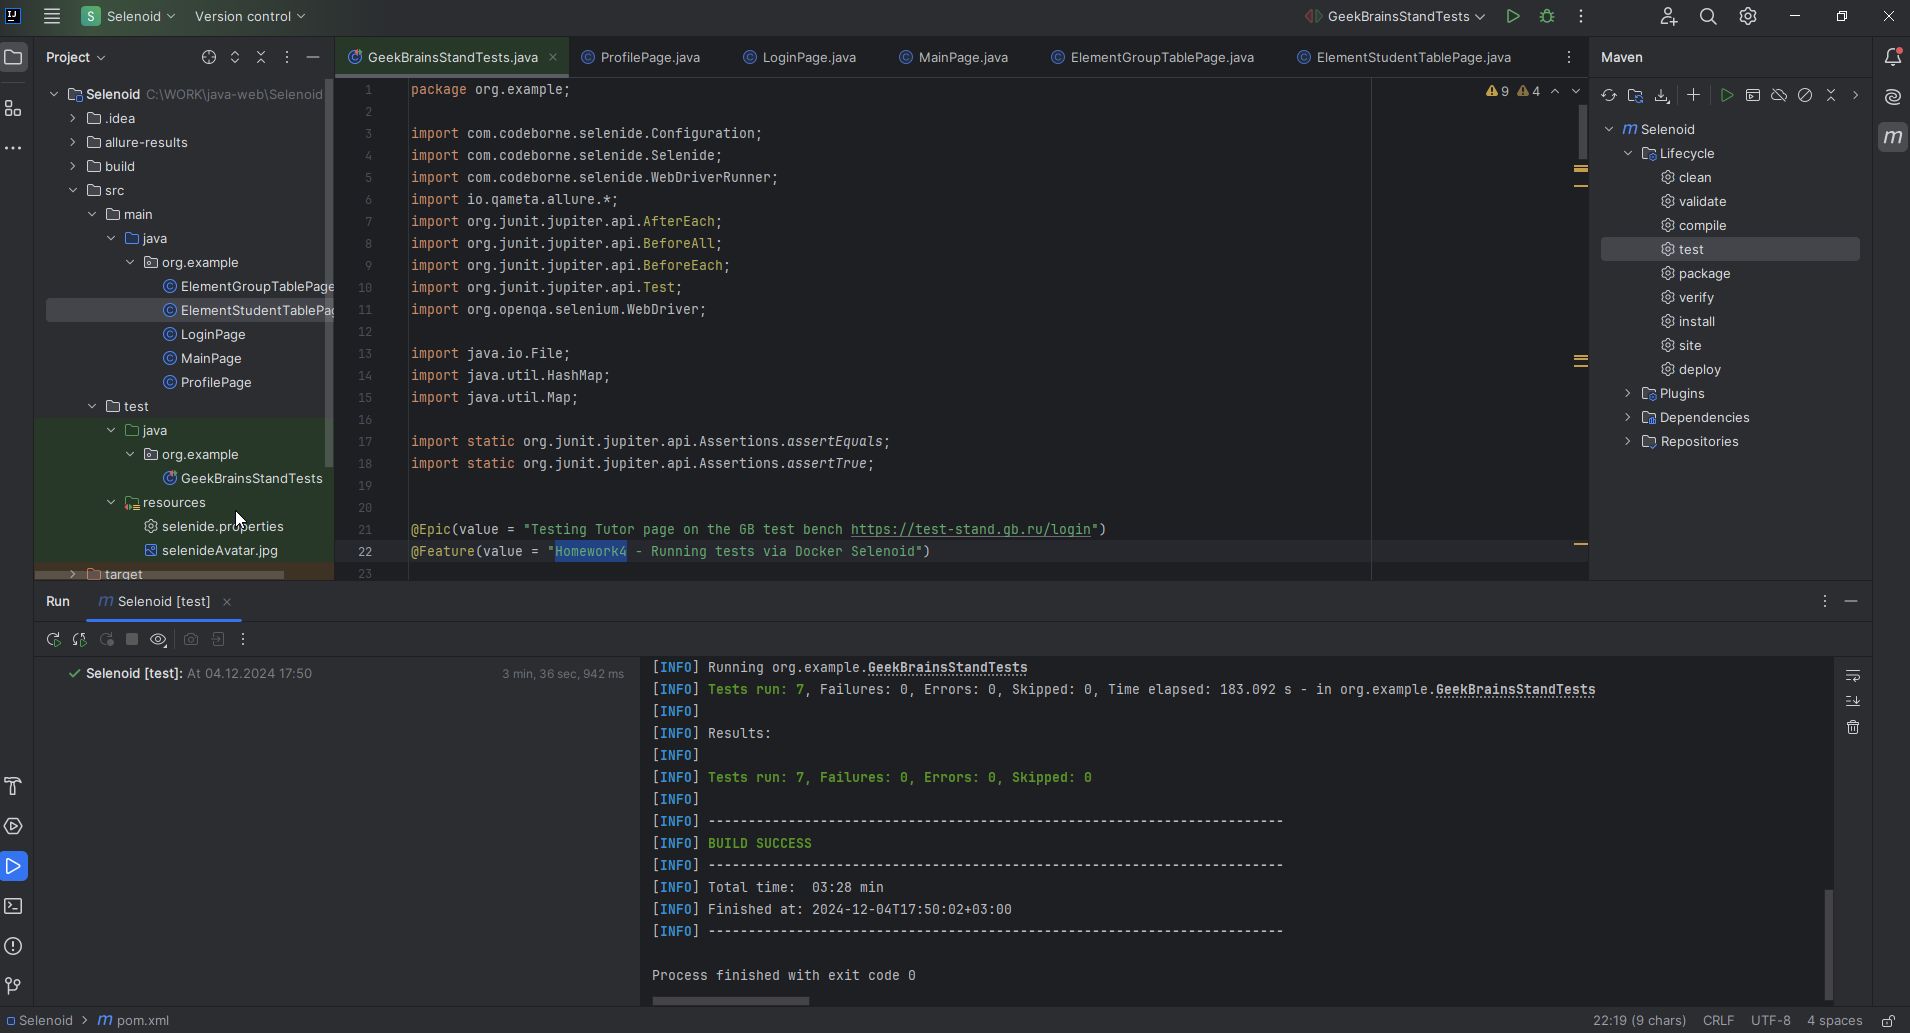 S Selenoid Version control GeekBrainsStandTests
Project
Selenoid C:\WORK\java-web\Selenoid
.idea
allure-results
build
src
main
java
org.example
ElementGroupTablePage
ElementStudentTablePag
LoginPage
MainPage
ProfilePage
test
java
org.example
GeekBrainsStandTests
resources
selenide.properties
selenideAvatar.jpg
target
GeekBrainsStandTests.java ProfilePage.java LoginPage.java MainPage.java ElementGroupTablePage.java ElementStudentTablePage.java
9 4
1 package org.example;
2
3 import com.codeborne.selenide.Configuration;
4 import com.codeborne.selenide.Selenide;
5 import com.codeborne.selenide.WebDriverRunner;
6 import io.qameta.allure.*;
7 import org.junit.jupiter.api.AfterEach;
8 import org.junit.jupiter.api.BeforeAll;
9 import org.junit.jupiter.api.BeforeEach;
10 import org.junit.jupiter.api.Test;
11 import org.openqa.selenium.WebDriver;
12
13 import java.io.File;
14 import java.util.HashMap;
15 import java.util.Map;
16
17 import static org.junit.jupiter.api.Assertions.assertEquals;
18 import static org.junit.jupiter.api.Assertions.assertTrue;
19
20
21 @Epic(value = "Testing Tutor page on the GB test bench https://test-stand.gb.ru/login")
22 @Feature(value = "Homework4 - Running tests via Docker Selenoid")
23
Maven
m Selenoid
Lifecycle
clean
validate
compile
test
package
verify
install
site
deploy
Plugins
Dependencies
Repositories
m
Run m Selenoid [test]
Selenoid [test]: At 04.12.2024 17:50 3 min, 36 sec, 942 ms
[INFO] Running org.example.GeekBrainsStandTests
[INFO] Tests run: 7, Failures: 0, Errors: 0, Skipped: 0, Time elapsed: 183.092 s - in org.example.GeekBrainsStandTests
[INFO]
[INFO] Results:
[INFO]
[INFO] Tests run: 7, Failures: 0, Errors: 0, Skipped: 0
[INFO]
[INFO] ------------------------------------------------------------------------
[INFO] BUILD SUCCESS
[INFO] ------------------------------------------------------------------------
[INFO] Total time:  03:28 min
[INFO] Finished at: 2024-12-04T17:50:02+03:00
[INFO] ------------------------------------------------------------------------
Process finished with exit code 0
Selenoid > m pom.xml 22:19 (9 chars) CRLF UTF-8 4 spaces